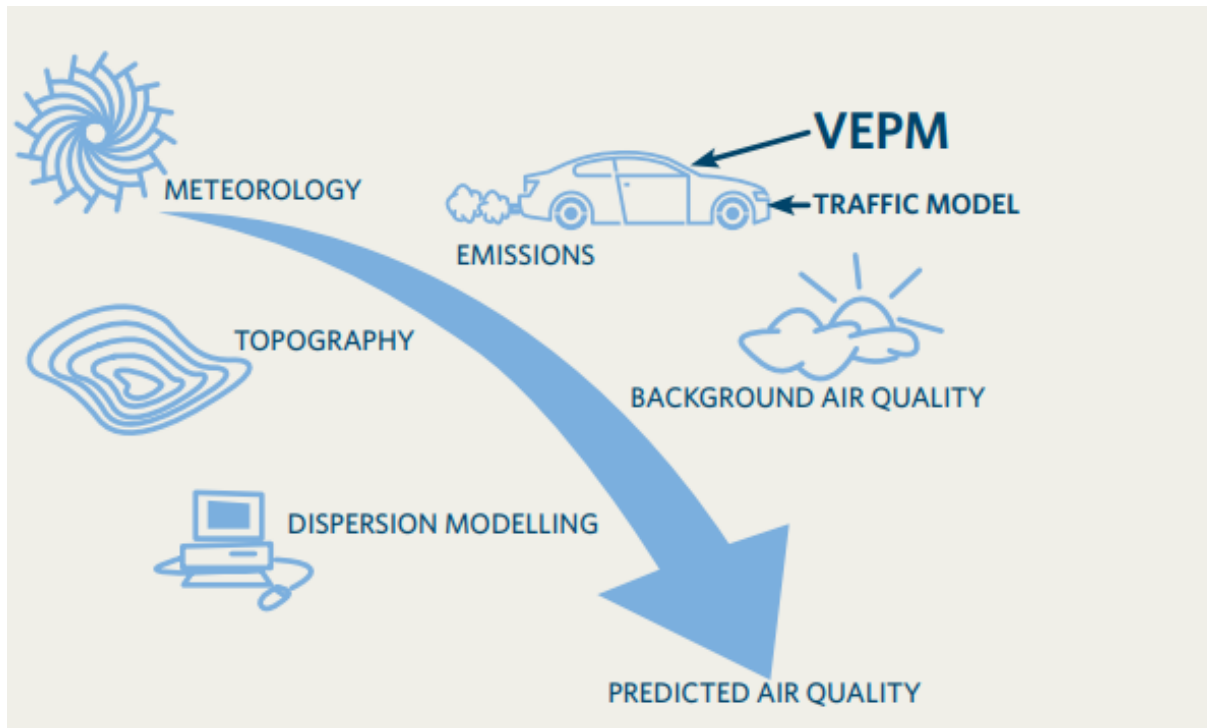 VEPM
METEOROLOGY
TRAFFIC MODEL
EMISSIONS
TOPOGRAPHY
BACKGROUND AIR QUALITY
DISPERSION MODELLING
PREDICTED AIR QUALITY